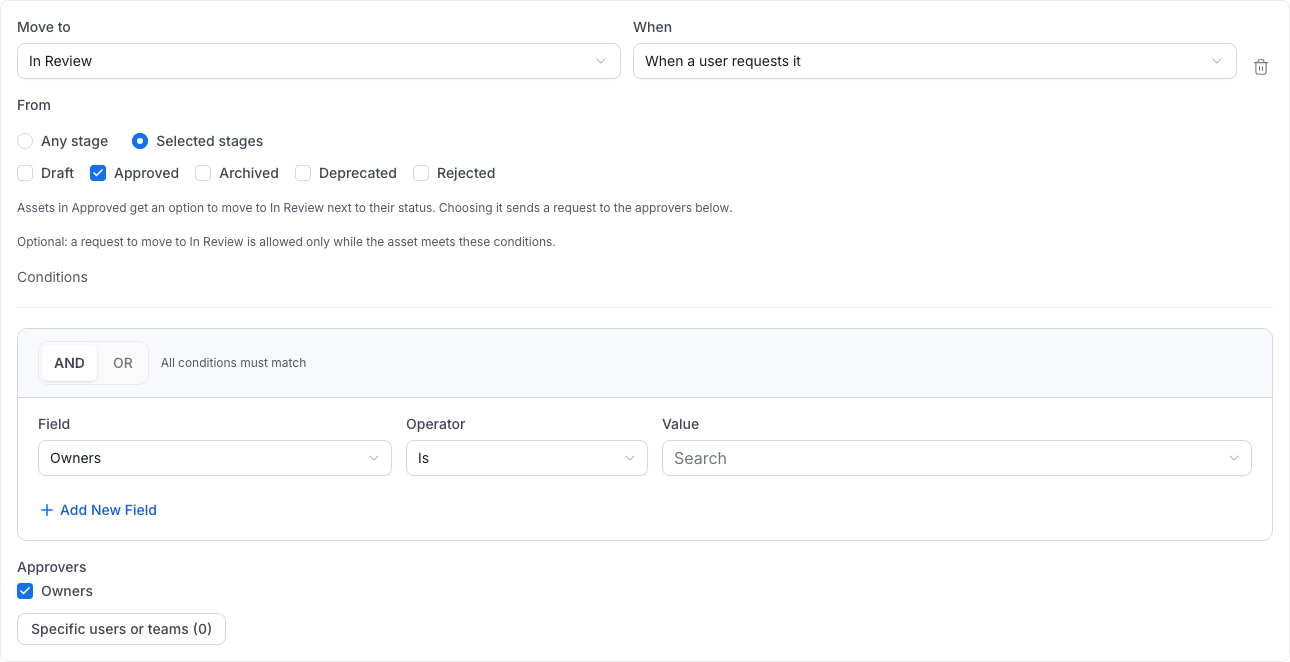 Move to
When
In Review
When a user requests it
From
Any stage
Selected stages
Draft
Approved
Archived
Deprecated
Rejected
Assets in Approved get an option to move to In Review next to their status. Choosing it sends a request to the approvers below.
Optional: a request to move to In Review is allowed only while the asset meets these conditions.
Conditions
AND
OR
All conditions must match
Field
Operator
Value
Owners
Is
Search
Add New Field
Approvers
Owners
Specific users or teams (0)